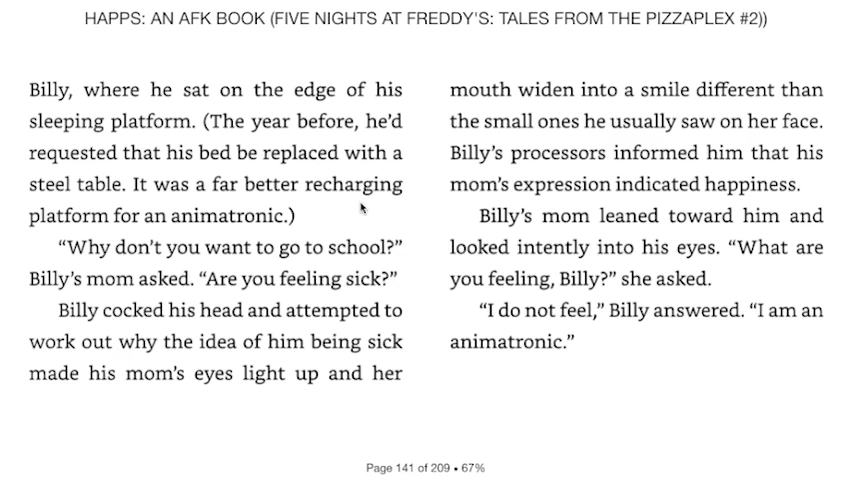 HAPPS: AN AFK BOOK (FIVE NIGHTS AT FREDDY'S: TALES FROM THE PIZZAPLEX #2))
Billy, where he sat on the edge of his
sleeping platform. (The year before, he’d
requested that his bed be replaced with a
steel table. It was a far better recharging
platform for an animatronic.)
“Why don’t you want to go to school?”
Billy’s mom asked. “Are you feeling sick?”
Billy cocked his head and attempted to
work out why the idea of him being sick
made his mom’s eyes light up and her
mouth widen into a smile different than
the small ones he usually saw on her face.
Billy’s processors informed him that his
mom’s expression indicated happiness.
Billy’s mom leaned toward him and
looked intently into his eyes. “What are
you feeling, Billy?” she asked.
“I do not feel,” Billy answered. “I am an
animatronic.”
Page 141 of 209 • 67%